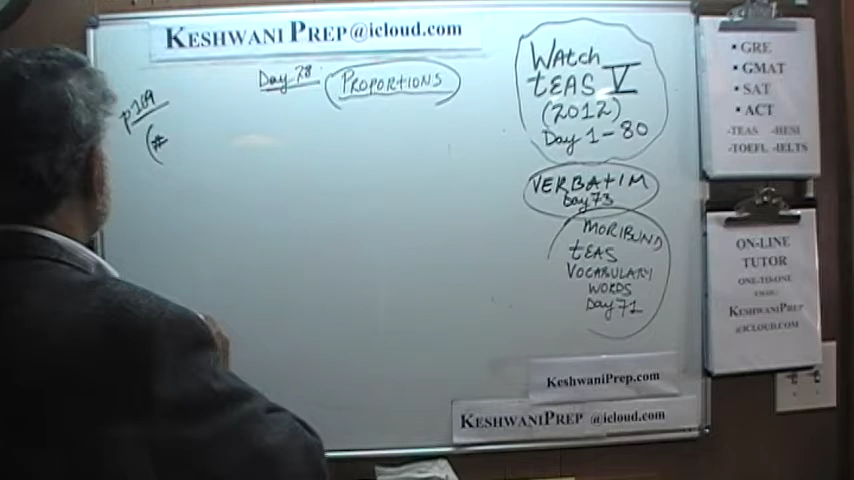 KESHWANI PREP@icloud.com
Day 78
PROPORTIONS
p 169
(#
WATCH
tEAS V
(2012)
Day 1-80
VERBATIM
Day 73
MORIBUND
tEAS
VOCABULARY
WORDS
Day 71
KESHWANIPREP.COM
KESHWANIPREP @icloud.com
▪ GRE
▪ GMAT
▪ SAT
▪ ACT
-TEAS -HESI
-TOEFL -IELTS
ON-LINE
TUTOR
ONE-TO-ONE
KESHWANIPREP
@ICLOUD.COM